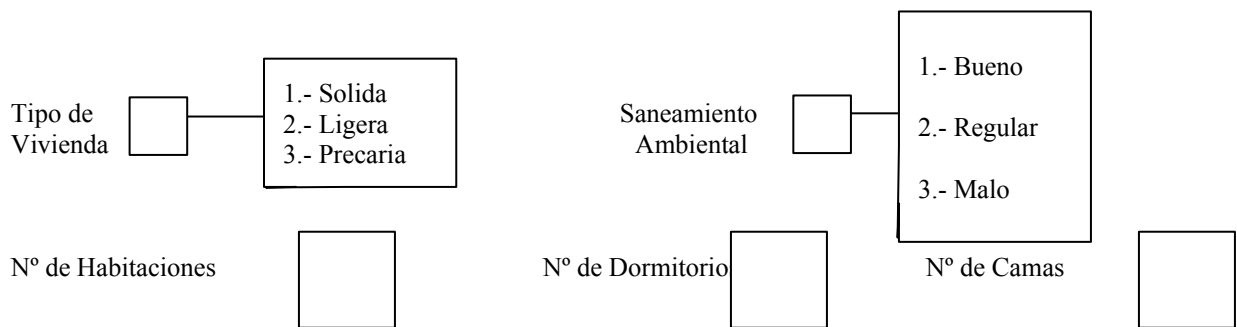 Tipo de
Vivienda
1.- Solida
2.- Ligera
3.- Precaria
Saneamiento
Ambiental
1.- Bueno
2.- Regular
3.- Malo
Nº de Habitaciones
Nº de Dormitorio
Nº de Camas